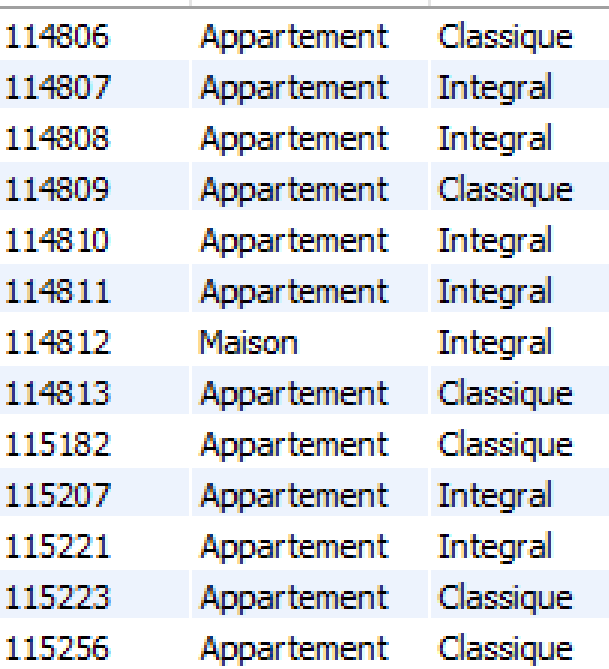 114806 Appartement Classique
114807 Appartement Integral
114808 Appartement Integral
114809 Appartement Classique
114810 Appartement Integral
114811 Appartement Integral
114812 Maison Integral
114813 Appartement Classique
115182 Appartement Classique
115207 Appartement Integral
115221 Appartement Integral
115223 Appartement Classique
115256 Appartement Classique